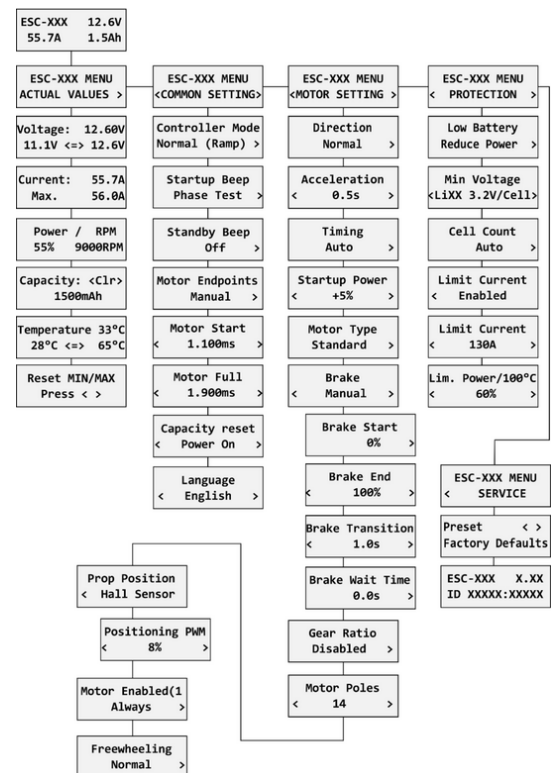 ESC-XXX 12.6V
55.7A 1.5Ah
ESC-XXX MENU
ACTUAL VALUES >
Voltage: 12.60V
11.1V <=> 12.6V
Current: 55.7A
Max. 56.0A
Power / RPM
55% 9000RPM
Capacity: <Clr>
1500mAh
Temperature 33°C
28°C <=> 65°C
Reset MIN/MAX
Press < >
ESC-XXX MENU
<COMMON SETTING>
Controller Mode
Normal (Ramp) >
Startup Beep
Phase Test >
Standby Beep
Off >
Motor Endpoints
Manual >
Motor Start
< 1.100ms >
Motor Full
< 1.900ms >
Capacity reset
< Power On >
Language
< English >
ESC-XXX MENU
<MOTOR SETTING >
Direction
Normal >
Acceleration
< 0.5s >
Timing
Auto >
Startup Power
< +5% >
Motor Type
Standard >
Brake
< Manual >
Brake Start
0% >
Brake End
< 100% >
Brake Transition
< 1.0s >
Brake Wait Time
0.0s >
Gear Ratio
Disabled >
Motor Poles
< 14 >
Prop Position
< Hall Sensor
Positioning PWM
< 8% >
Motor Enabled(1
Always >
Freewheeling
Normal >
ESC-XXX MENU
< PROTECTION >
Low Battery
Reduce Power >
Min Voltage
<LiXX 3.2V/Cell>
Cell Count
Auto >
Limit Current
< Enabled
Limit Current
< 130A >
Lim. Power/100°C
< 60% >
ESC-XXX MENU
< SERVICE
Preset < >
Factory Defaults
ESC-XXX X.XX
ID XXXXX:XXXXX